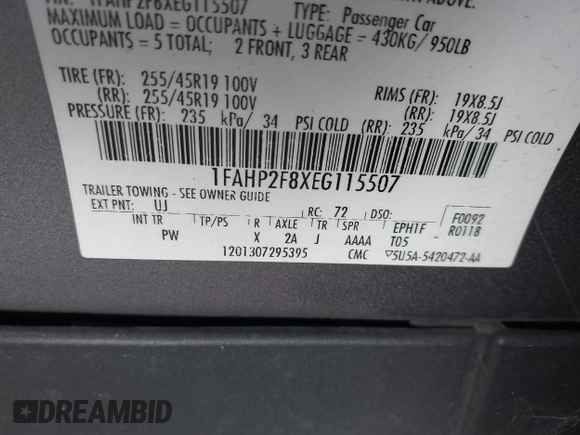 1FAHP2F8XEG115507 TYPE: Passenger Car
MAXIMUM LOAD = OCCUPANTS + LUGGAGE = 430KG/ 950LB
OCCUPANTS = 5 TOTAL; 2 FRONT, 3 REAR
TIRE (FR): 255/45R19 100V RIMS (FR): 19X8.5J
(RR): 255/45R19 100V (RR): 19X8.5J
PRESSURE (FR): 235 kPa/ 34 PSI COLD (RR): 235 kPa/ 34 PSI COLD
1FAHP2F8XEG115507
TRAILER TOWING - SEE OWNER GUIDE
EXT PNT: UJ RC: 72 DSO: F0092
INT TR TP/PS R AXLE TR SPR EPH1F R0118
PW X 2A J AAAA T05
1201307295395 CMC ▽5U5A-5420472-AA
DREAMBID